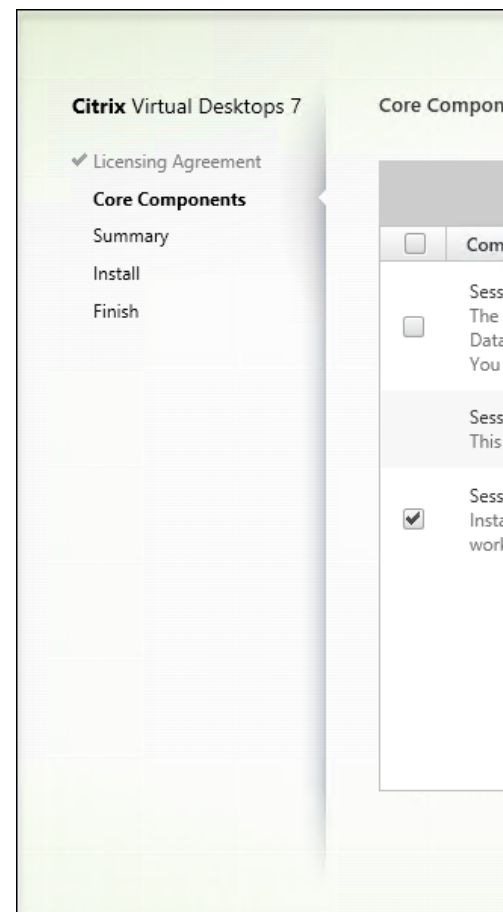 Citrix Virtual Desktops 7
Licensing Agreement
Core Components
Summary
Install
Finish
Core Compon
Com
Sess
The
Data
You
Sess
This
Sess
Insta
work